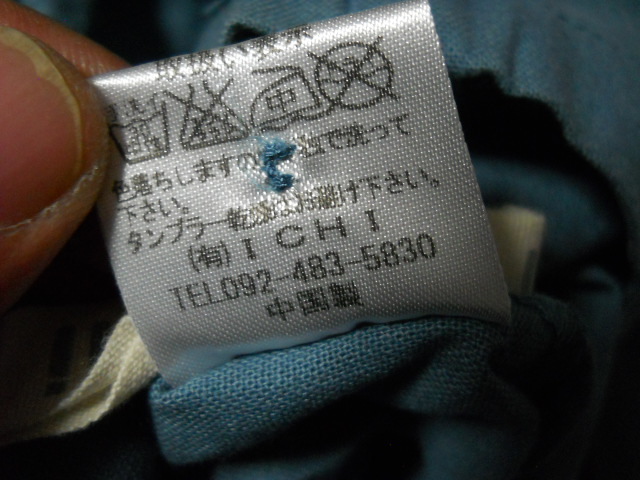 取扱い表示
中
色落ちしますの で洗って
下さい。
タンブラー乾燥はお避け下さい。
(有)ICHI
TEL092-483-5830
中国製